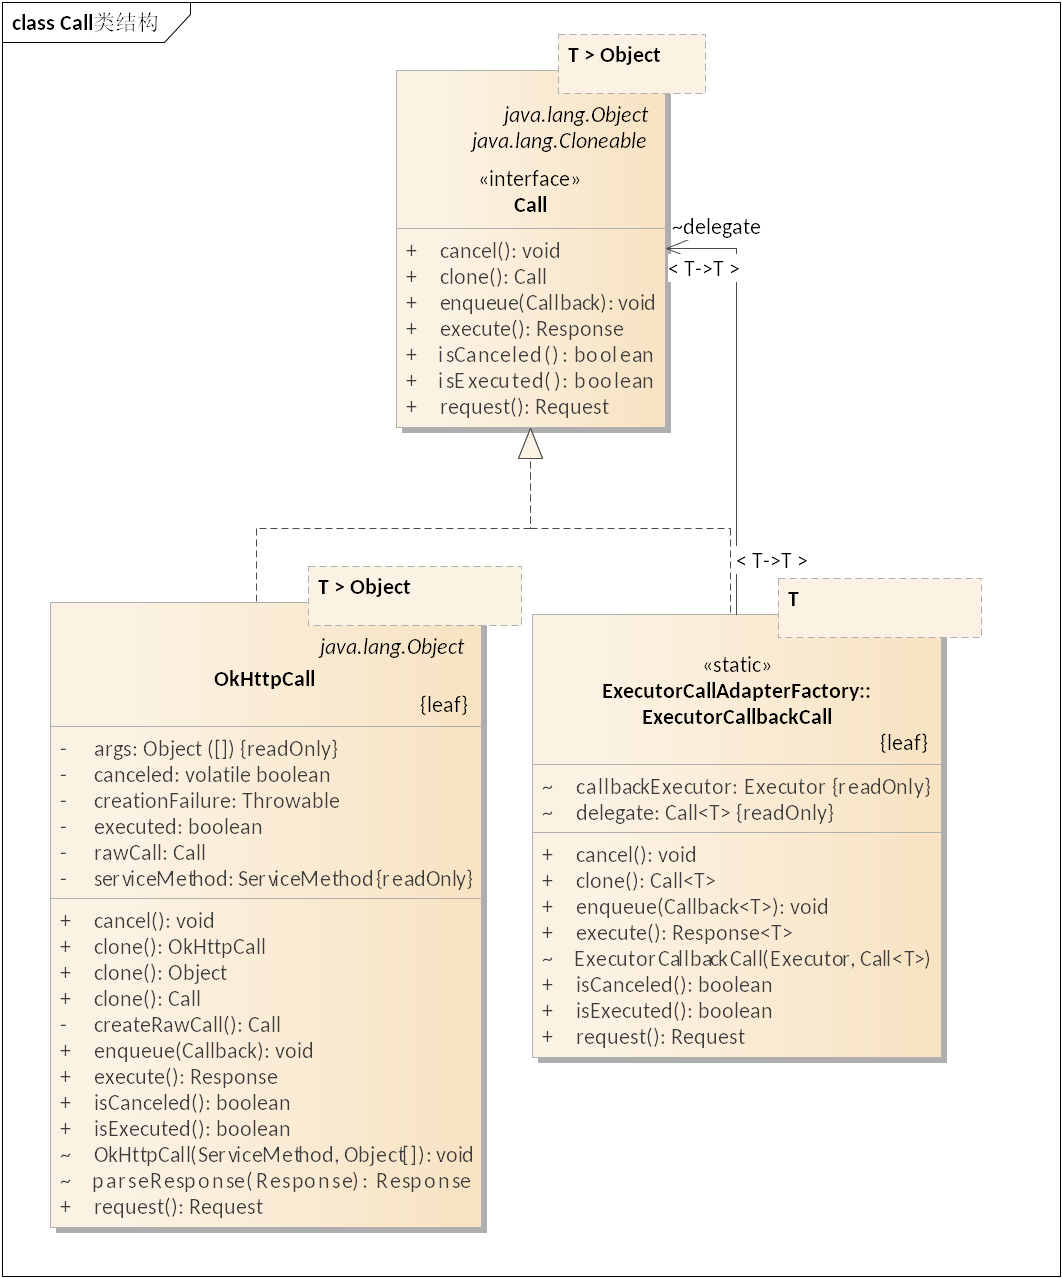 class Call类结构
T > Object
java.lang.Object
java.lang.Cloneable
«interface»
Call
+ cancel(): void
+ clone(): Call
+ enqueue(Callback): void
+ execute(): Response
+ isCanceled(): boolean
+ isExecuted(): boolean
+ request(): Request
~delegate
< T->T >
< T->T >
T > Object
java.lang.Object
OkHttpCall
{leaf}
- args: Object ([]) {readOnly}
- canceled: volatile boolean
- creationFailure: Throwable
- executed: boolean
- rawCall: Call
- serviceMethod: ServiceMethod {readOnly}
+ cancel(): void
+ clone(): OkHttpCall
+ clone(): Object
+ clone(): Call
- createRawCall(): Call
+ enqueue(Callback): void
+ execute(): Response
+ isCanceled(): boolean
+ isExecuted(): boolean
~ OkHttpCall(ServiceMethod, Object[]): void
~ parseResponse(Response): Response
+ request(): Request
T
«static»
ExecutorCallAdapterFactory::
ExecutorCallbackCall
{leaf}
~ callbackExecutor: Executor {readOnly}
~ delegate: Call<T> {readOnly}
+ cancel(): void
+ clone(): Call<T>
+ enqueue(Callback<T>): void
+ execute(): Response<T>
~ ExecutorCallbackCall(Executor, Call<T>)
+ isCanceled(): boolean
+ isExecuted(): boolean
+ request(): Request